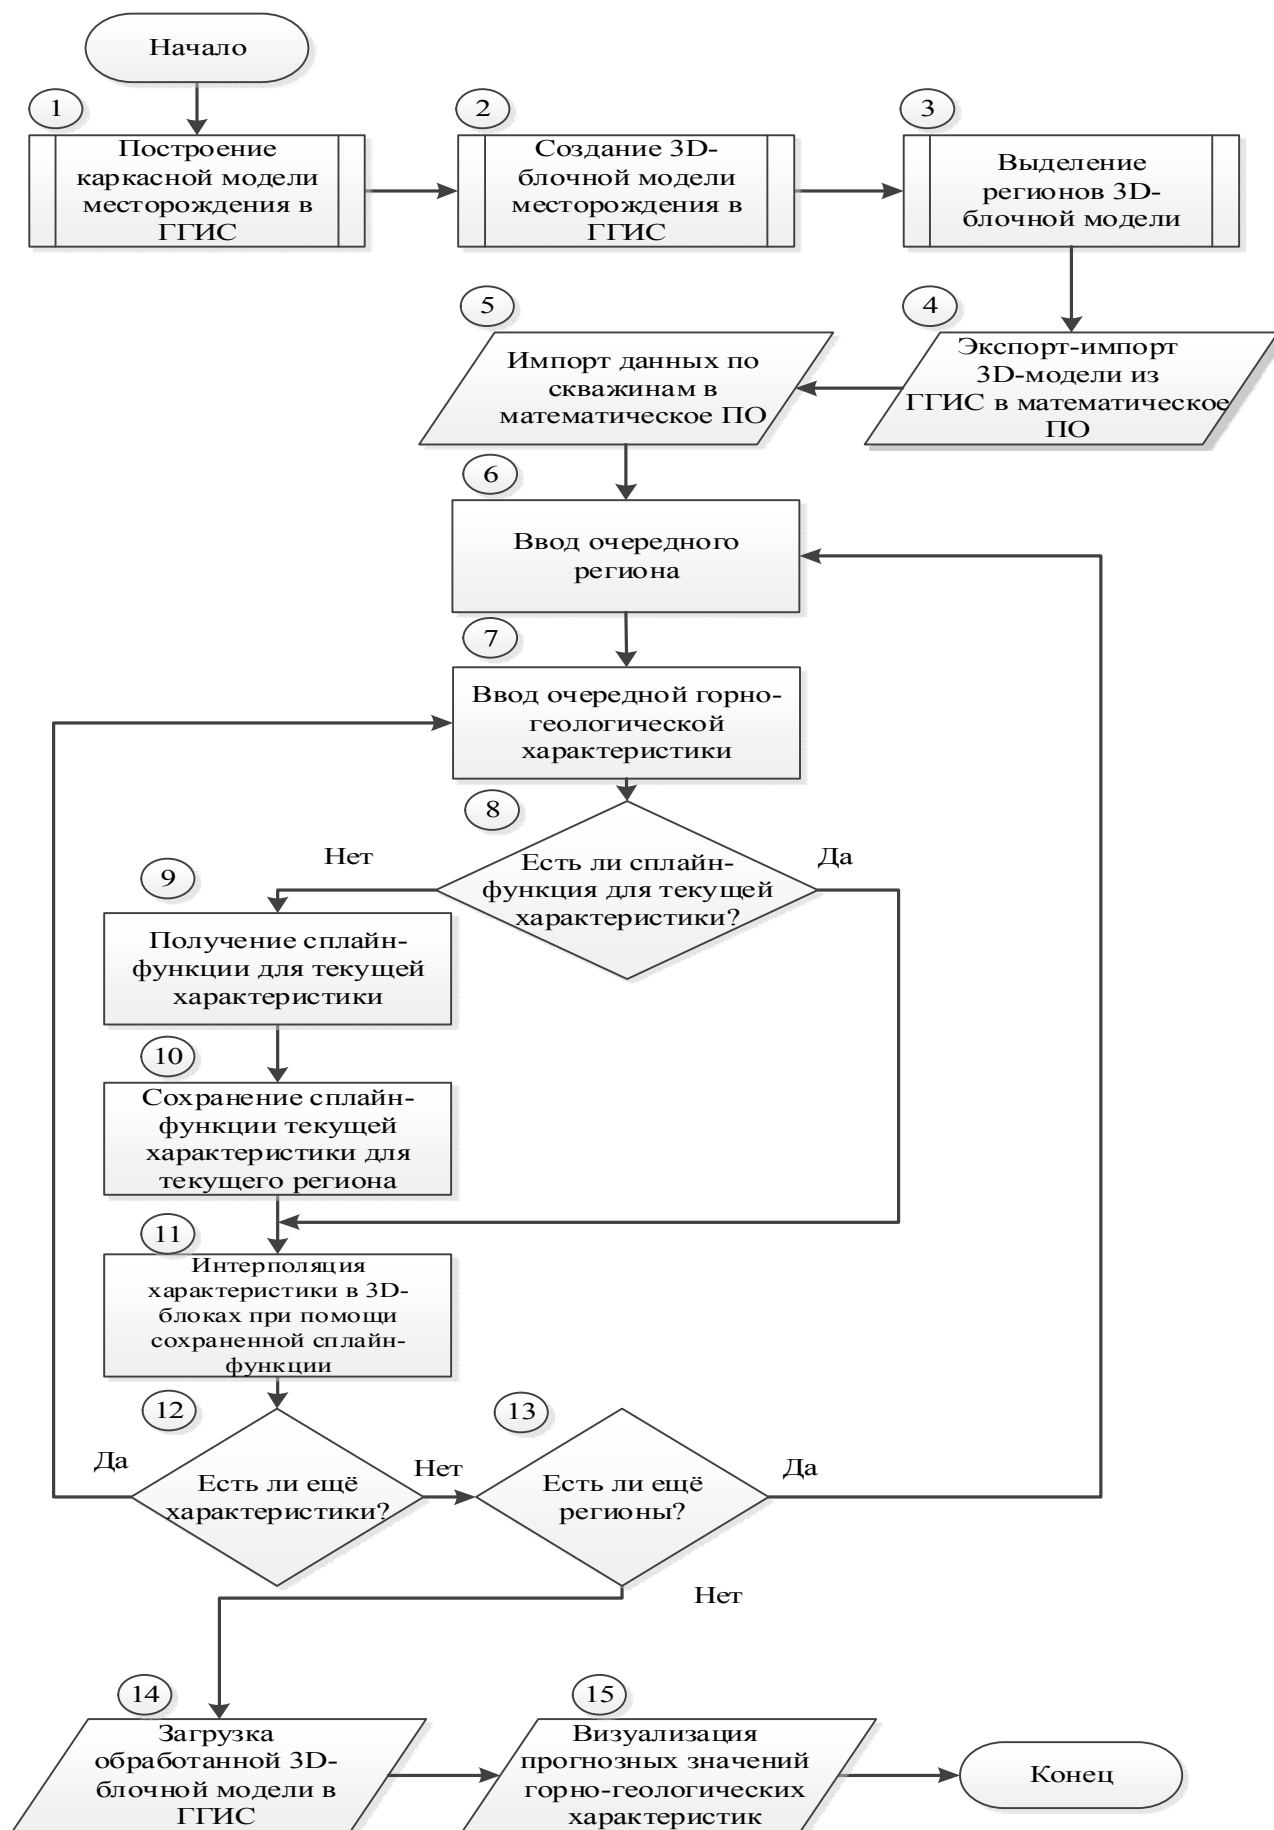 Начало
1
Построение
каркасной модели
месторождения в
ГГИС
2
Создание 3D-
блочной модели
месторождения в
ГГИС
3
Выделение
регионов 3D-
блочной модели
4
Экспорт-импорт
3D-модели из
ГГИС в математическое
ПО
5
Импорт данных по
скважинам в
математическое ПО
6
Ввод очередного
региона
7
Ввод очередной горно-
геологической
характеристики
8
Есть ли сплайн-
функция для текущей
характеристики?
Нет
Да
9
Получение сплайн-
функции для текущей
характеристики
10
Сохранение сплайн-
функции текущей
характеристики для
текущего региона
11
Интерполяция
характеристики в 3D-
блоках при помощи
сохраненной сплайн-
функции
12
Есть ли ещё
характеристики?
Да
Нет
13
Есть ли ещё
регионы?
Да
Нет
14
Загрузка
обработанной 3D-
блочной модели в
ГГИС
15
Визуализация
прогнозных значений
горно-геологических
характеристик
Конец